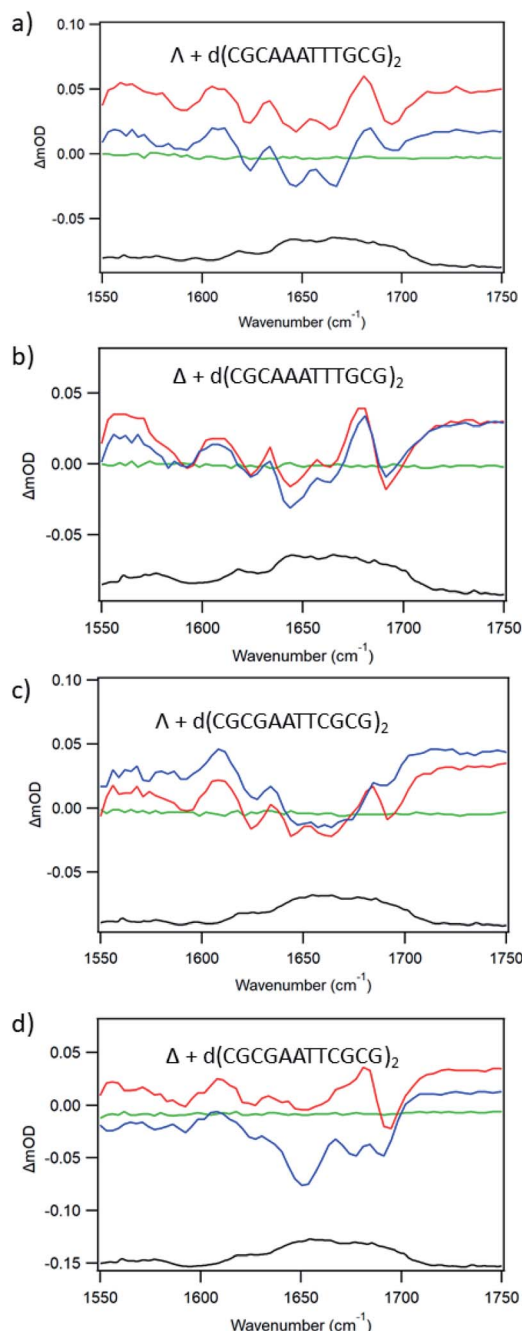 a)
Λ + d(CGCAAATTTGCG)₂
0.10
0.05
0.00
-0.05
ΔmOD
1550 1600 1650 1700 1750
Wavenumber (cm⁻¹)
b)
Δ + d(CGCAAATTTGCG)₂
0.05
0.00
-0.05
ΔmOD
1550 1600 1650 1700 1750
Wavenumber (cm⁻¹)
c)
Λ + d(CGCGAATTCGCG)₂
0.10
0.05
0.00
-0.05
ΔmOD
1550 1600 1650 1700 1750
Wavenumber (cm⁻¹)
d)
Δ + d(CGCGAATTCGCG)₂
0.05
0.00
-0.05
-0.10
-0.15
ΔmOD
1550 1600 1650 1700 1750
Wavenumber (cm⁻¹)